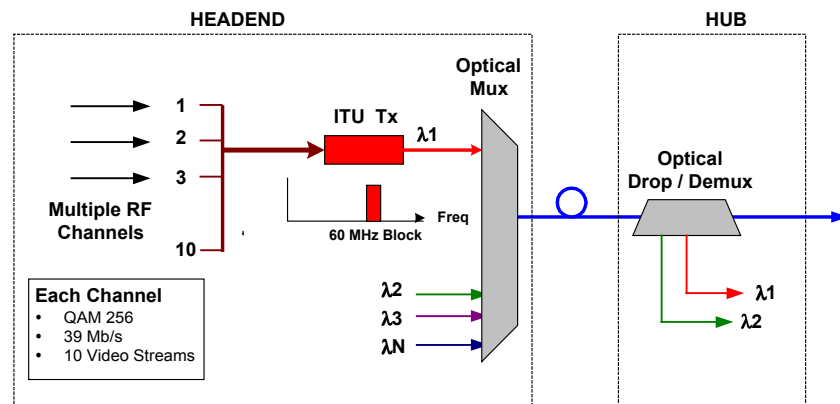 HEADEND
HUB
Optical
Mux
1
ITU Tx
λ1
2
3
Optical
Drop / Demux
Multiple RF
Channels
Freq
60 MHz Block
10
Each Channel
• QAM 256
• 39 Mb/s
• 10 Video Streams
λ2
λ3
λN
λ1
λ2